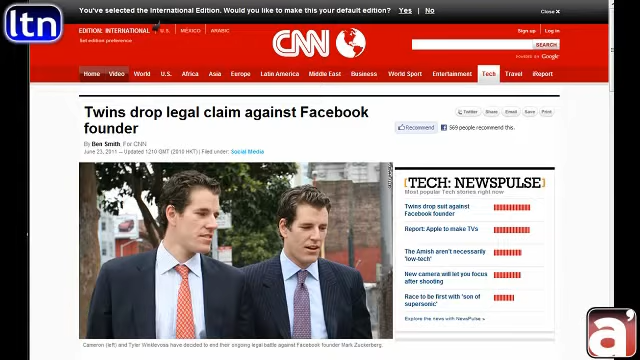 You've selected the International Edition. Would you like to make this your default edition? Yes | No
Close
ltn
EDITION: INTERNATIONAL
U.S.
MÉXICO
ARABIC
Set edition preference
Sign up
Log in
CNN
SEARCH
POWERED BY Google
Home Video World U.S. Africa Asia Europe Latin America Middle East Business World Sport Entertainment Tech Travel iReport
Twins drop legal claim against Facebook
founder
By Ben Smith, For CNN
June 23, 2011 -- Updated 1210 GMT (2010 HKT) | Filed under: Social Media
Twitter Share Email Save Print
Recommend 569 people recommend this.
TECH: NEWSPULSE
Most popular Tech stories right now
Twins drop suit against
Facebook founder
Report: Apple to make TVs
The Amish aren't necessarily
'low-tech'
New camera will let you focus
after shooting
Race to be first with 'son of
supersonic'
Explore the news with NewsPulse »
Cameron (left) and Tyler Winklevoss have decided to end their ongoing legal battle against Facebook founder Mark Zuckerberg.
a'